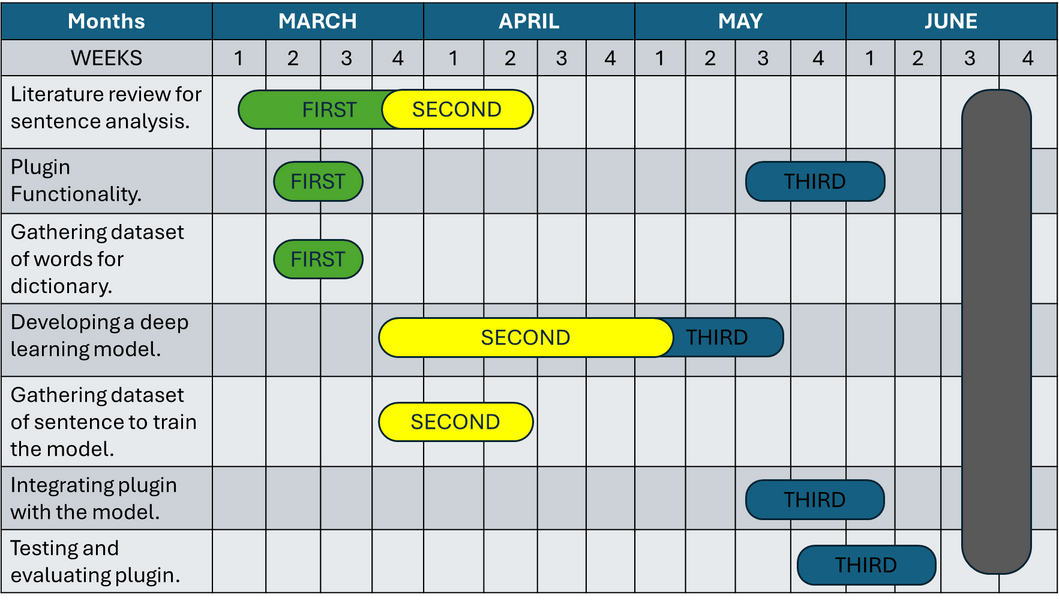 Months MARCH APRIL MAY JUNE
WEEKS 1 2 3 4 1 2 3 4 1 2 3 4 1 2 3 4
Literature review for
sentence analysis.
FIRST SECOND
Plugin
Functionality.
FIRST THIRD
Gathering dataset
of words for
dictionary.
FIRST
Developing a deep
learning model.
SECOND THIRD
Gathering dataset
of sentence to train
the model.
SECOND
Integrating plugin
with the model.
THIRD
Testing and
evaluating plugin.
THIRD